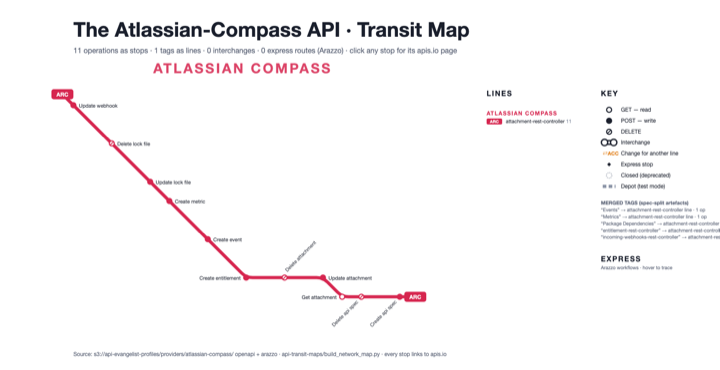 The Atlassian-Compass API · Transit Map
11 operations as stops · 1 tags as lines · 0 interchanges · 0 express routes (Arazzo) · click any stop for its apis.io page
ATLASSIAN COMPASS
ARC
Update webhook
Delete lock file
Update lock file
Create metric
Create event
Create entitlement
Delete attachment
Update attachment
Get attachment
ARC
Delete api spec
Create api spec
LINES
ATLASSIAN COMPASS
ARC attachment-rest-controller 11
KEY
GET — read
POST — write
DELETE
Interchange
Change for another line
Express stop
Closed (deprecated)
Depot (test mode)
MERGED TAGS (spec-split artefacts)
"Events" → attachment-rest-controller line · 1 op
"Metrics" → attachment-rest-controller line · 1 op
"Package Dependencies" → attachment-rest-controller
"entitlement-rest-controller" → attachment-rest-controll
"incoming-webhooks-rest-controller" → attachment-res
EXPRESS
Arazzo workflows · hover to trace
Source: s3://api-evangelist-profiles/providers/atlassian-compass/ openapi + arazzo · api-transit-maps/build_network_map.py · every stop links to apis.io